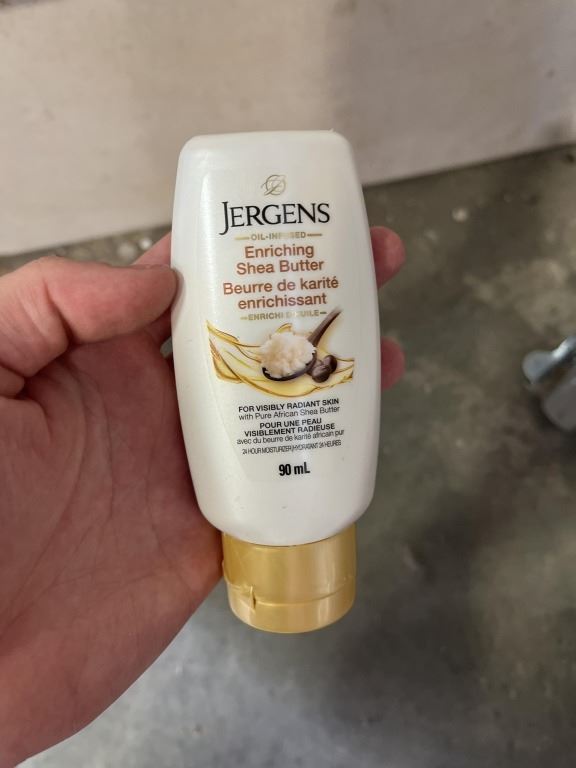 JERGENS
OIL-INFUSED
Enriching
Shea Butter
Beurre de karité
enrichissant
ENRICHI D'HUILE
FOR VISIBLY RADIANT SKIN
with Pure African Shea Butter
POUR UNE PEAU
VISIBLEMENT RADIEUSE
avec du beurre de karité africain pur
24 HOUR MOISTURIZER/HYDRATANT 24 HEURES
90 mL